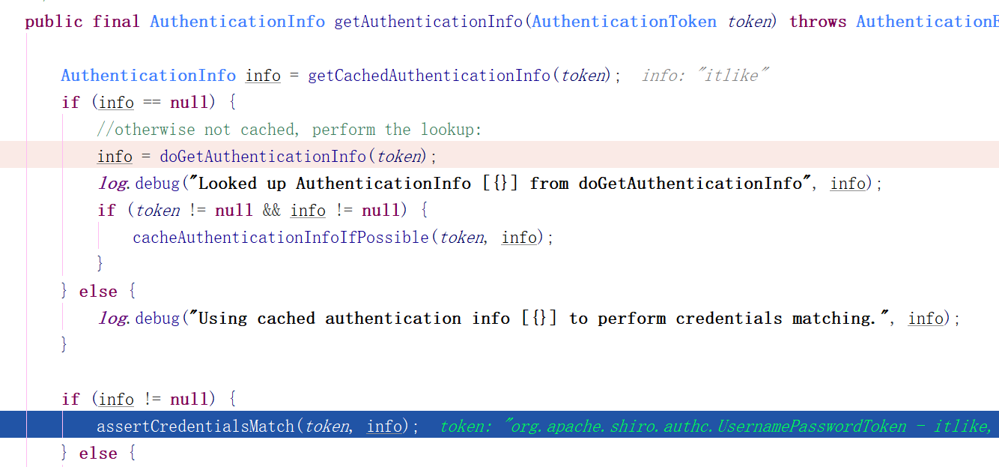 public final AuthenticationInfo getAuthenticationInfo(AuthenticationToken token) throws AuthenticationE
AuthenticationInfo info = getCachedAuthenticationInfo(token); info: "itlike"
if (info == null) {
//otherwise not cached, perform the lookup:
info = doGetAuthenticationInfo(token);
log.debug("Looked up AuthenticationInfo [{}] from doGetAuthenticationInfo", info);
if (token != null && info != null) {
cacheAuthenticationInfoIfPossible(token, info);
}
} else {
log.debug("Using cached authentication info [{}] to perform credentials matching.", info);
}
if (info != null) {
assertCredentialsMatch(token, info); token: "org.apache.shiro.authc.UsernamePasswordToken - itlike,
} else {